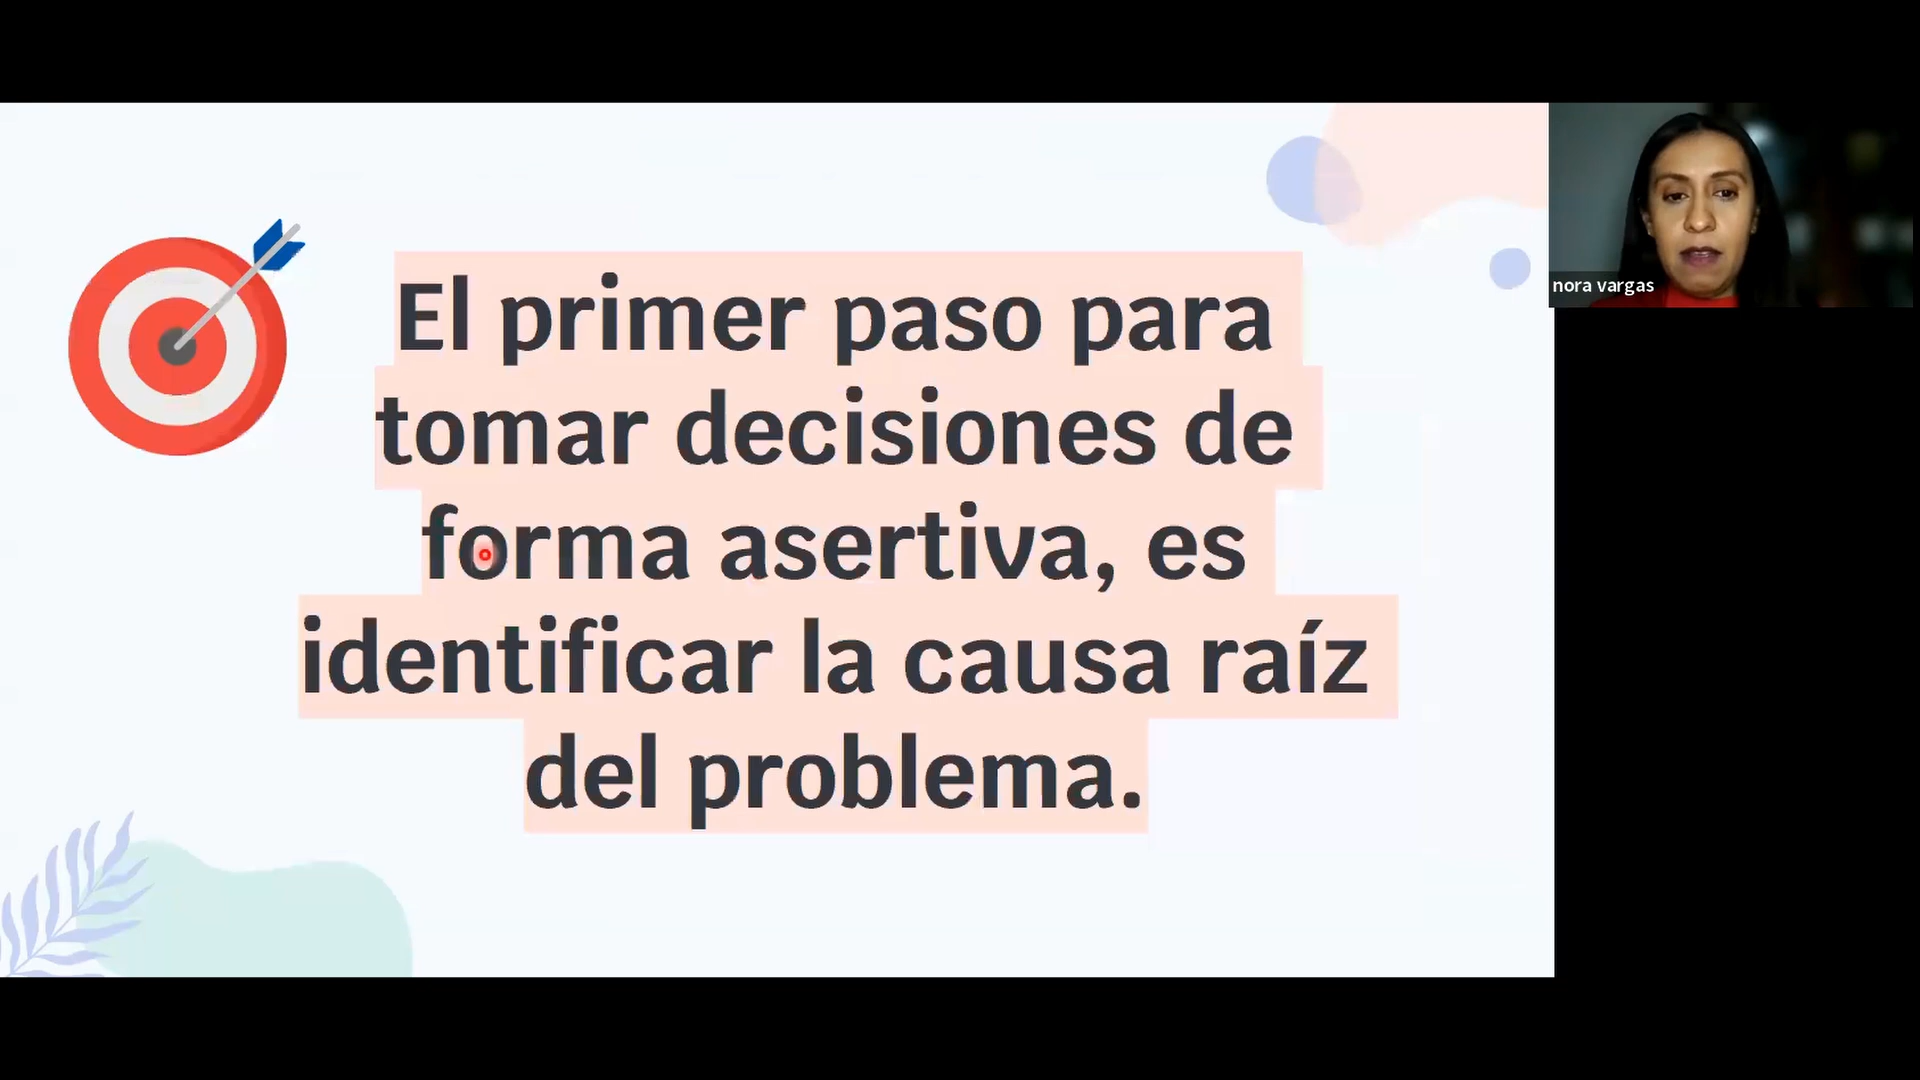 El primer paso para
tomar decisiones de
forma asertiva, es
identificar la causa raíz
del problema.
nora vargas